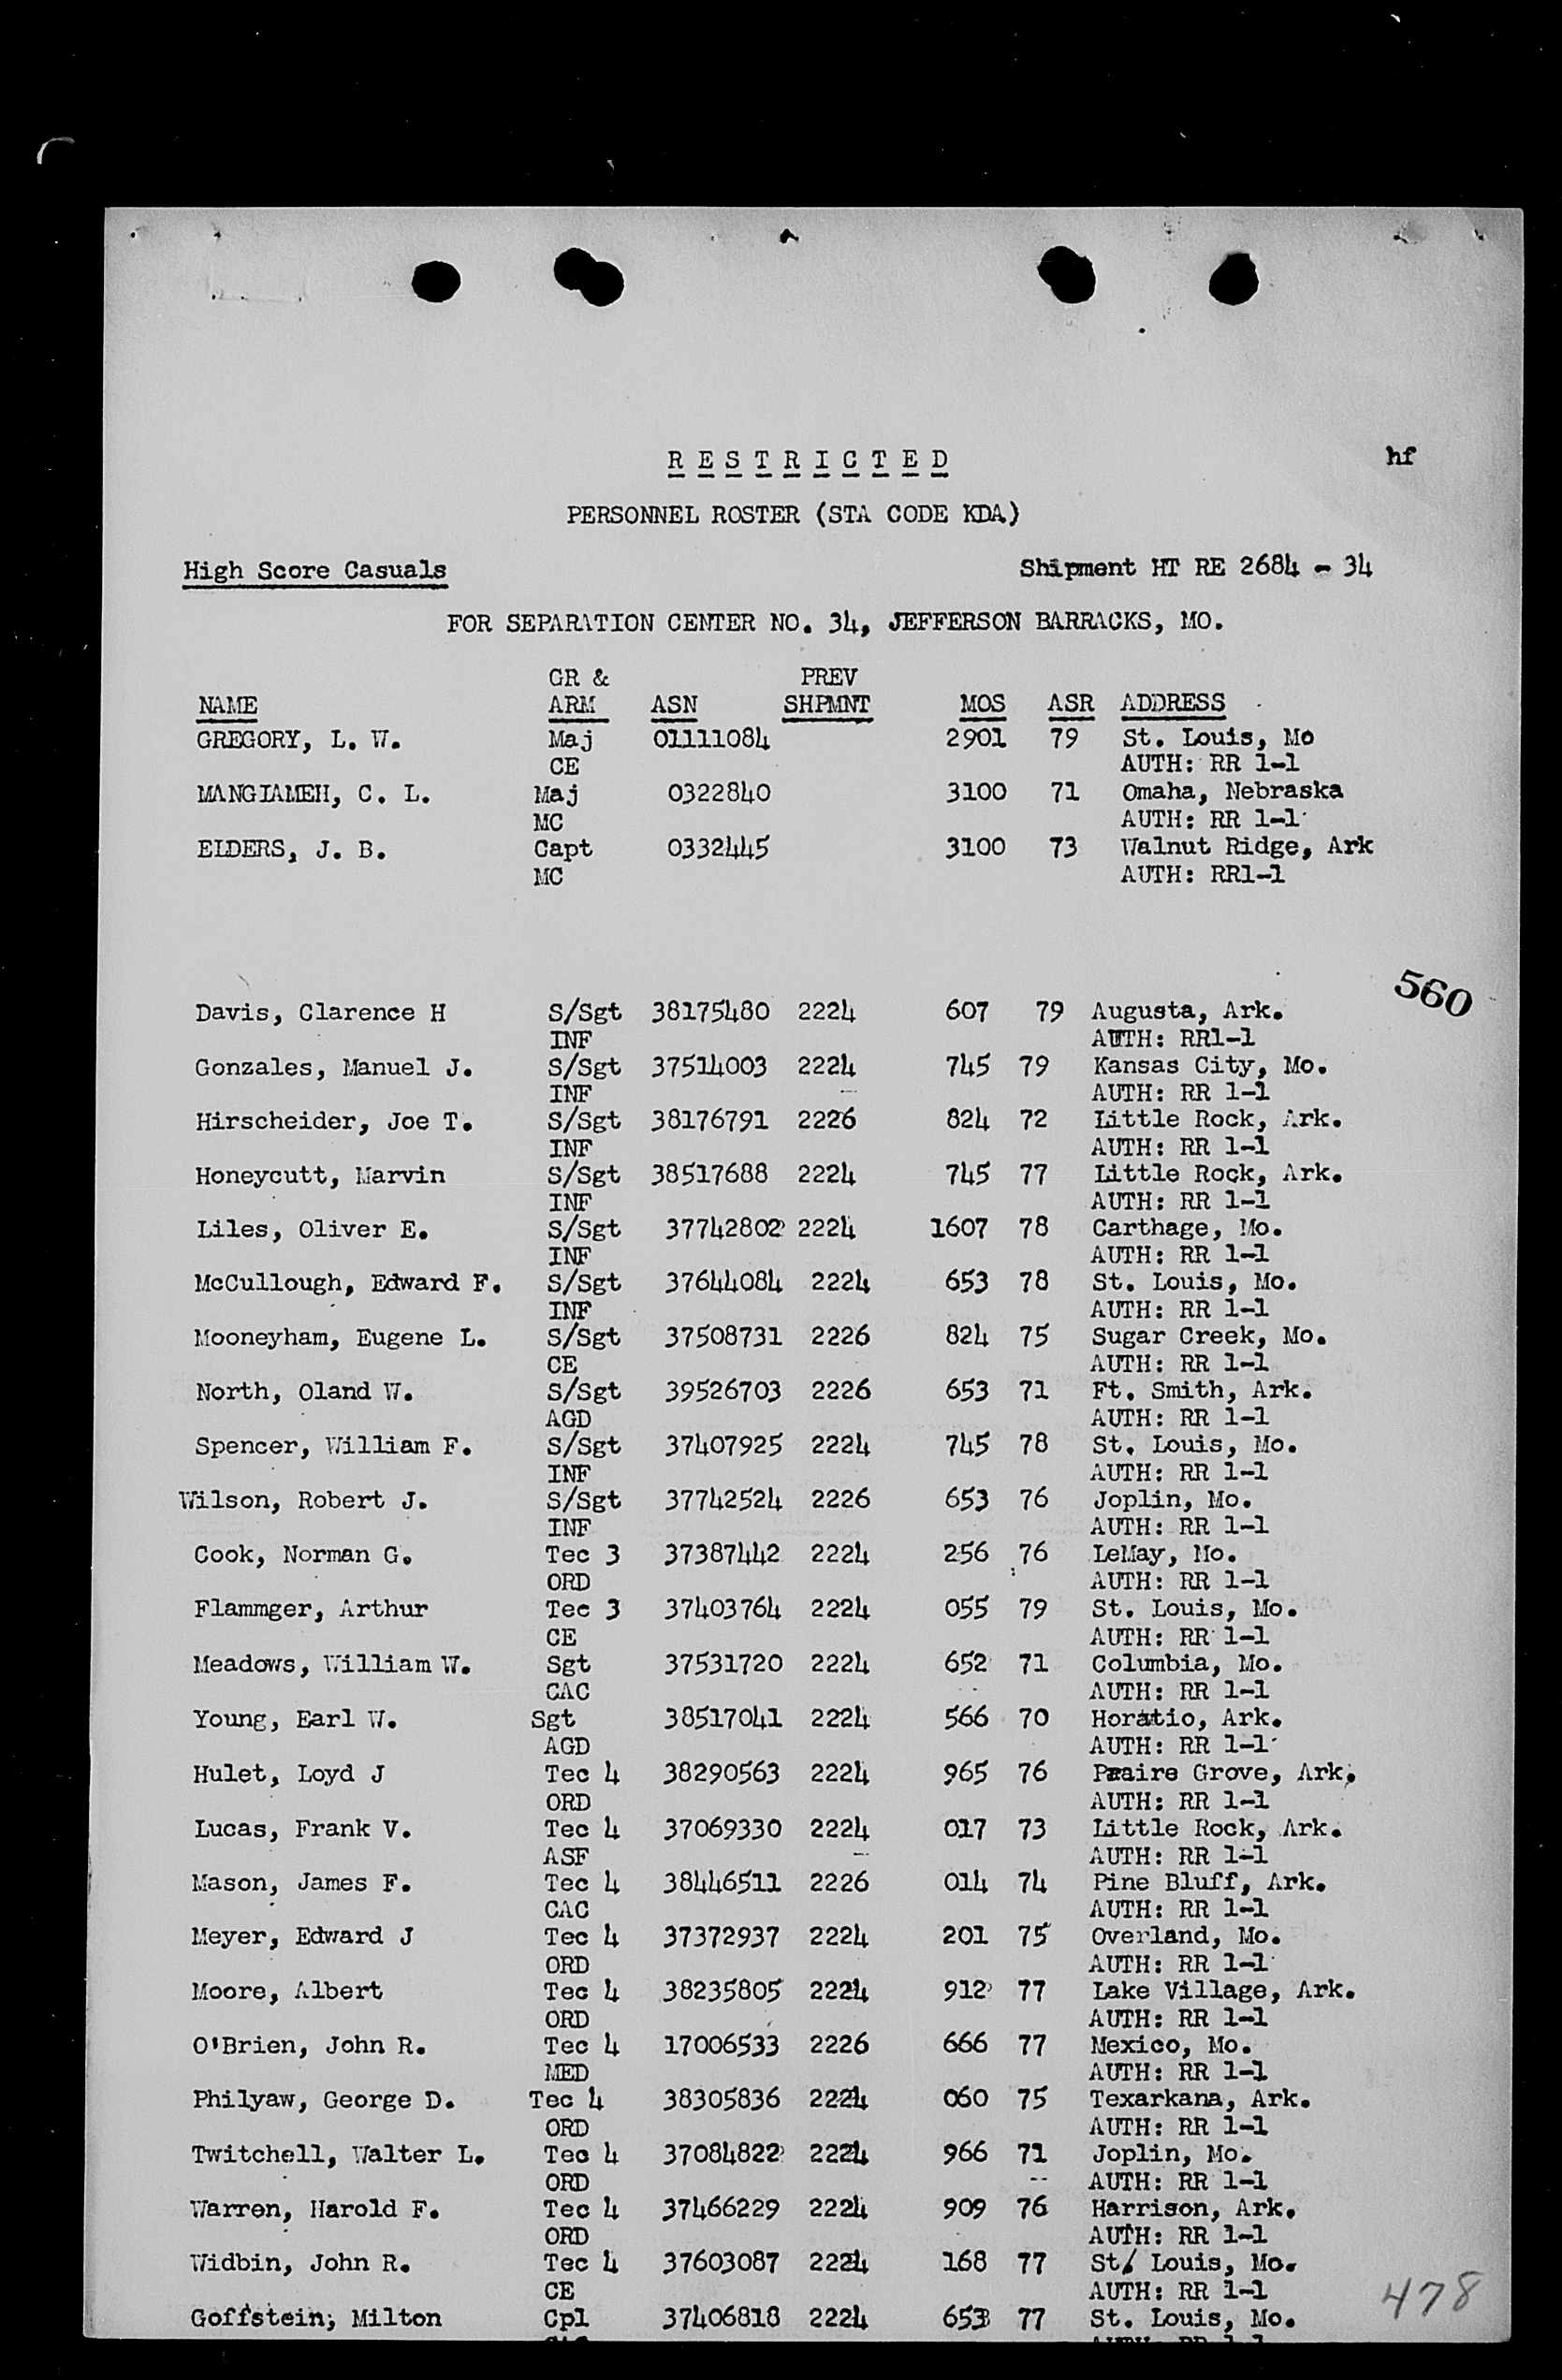 R E S T R I C T E D hf
PERSONNEL ROSTER (STA CODE KDA)
High Score Casuals Shipment HT RE 2684 - 34
FOR SEPARATION CENTER NO. 34, JEFFERSON BARRACKS, MO.
GR & PREV
NAME ARM ASN SHPMNT MOS ASR ADDRESS
GREGORY, L. W. Maj 01111084 2901 79 St. Louis, Mo
CE AUTH: RR 1-1
MANGIAMEH, C. L. Maj 0322840 3100 71 Omaha, Nebraska
MC AUTH: RR 1-1
ELDERS, J. B. Capt 0332445 3100 73 Walnut Ridge, Ark
MC AUTH: RR1-1
560
Davis, Clarence H S/Sgt 38175480 2224 607 79 Augusta, Ark.
INF AUTH: RR1-1
Gonzales, Manuel J. S/Sgt 37514003 2224 745 79 Kansas City, Mo.
INF AUTH: RR 1-1
Hirscheider, Joe T. S/Sgt 38176791 2226 824 72 Little Rock, Ark.
INF AUTH: RR 1-1
Honeycutt, Marvin S/Sgt 38517688 2224 745 77 Little Rock, Ark.
INF AUTH: RR 1-1
Liles, Oliver E. S/Sgt 37742802 2224 1607 78 Carthage, Mo.
INF AUTH: RR 1-1
McCullough, Edward F. S/Sgt 37644084 2224 653 78 St. Louis, Mo.
INF AUTH: RR 1-1
Mooneyham, Eugene L. S/Sgt 37508731 2226 824 75 Sugar Creek, Mo.
CE AUTH: RR 1-1
North, Oland W. S/Sgt 39526703 2226 653 71 Ft. Smith, Ark.
AGD AUTH: RR 1-1
Spencer, William F. S/Sgt 37407925 2224 745 78 St. Louis, Mo.
INF AUTH: RR 1-1
Wilson, Robert J. S/Sgt 37742524 2226 653 76 Joplin, Mo.
INF AUTH: RR 1-1
Cook, Norman G. Tec 3 37387442 2224 256 76 LeMay, Mo.
ORD AUTH: RR 1-1
Flammger, Arthur Tec 3 37403764 2224 055 79 St. Louis, Mo.
CE AUTH: RR 1-1
Meadows, William W. Sgt 37531720 2224 652 71 Columbia, Mo.
CAC AUTH: RR 1-1
Young, Earl W. Sgt 38517041 2224 566 70 Horatio, Ark.
AGD AUTH: RR 1-1
Hulet, Loyd J Tec 4 38290563 2224 965 76 Praire Grove, Ark.
ORD AUTH: RR 1-1
Lucas, Frank V. Tec 4 37069330 2224 017 73 Little Rock, Ark.
ASF AUTH: RR 1-1
Mason, James F. Tec 4 38446511 2226 014 74 Pine Bluff, Ark.
CAC AUTH: RR 1-1
Meyer, Edward J Tec 4 37372937 2224 201 75 Overland, Mo.
ORD AUTH: RR 1-1
Moore, Albert Tec 4 38235805 2224 912 77 Lake Village, Ark.
ORD AUTH: RR 1-1
O'Brien, John R. Tec 4 17006533 2226 666 77 Mexico, Mo.
MED AUTH: RR 1-1
Philyaw, George D. Tec 4 38305836 2224 060 75 Texarkana, Ark.
ORD AUTH: RR 1-1
Twitchell, Walter L. Tec 4 37084822 2224 966 71 Joplin, Mo.
ORD AUTH: RR 1-1
Warren, Harold F. Tec 4 37466229 2224 909 76 Harrison, Ark.
ORD AUTH: RR 1-1
Widbin, John R. Tec 4 37603087 2224 168 77 St. Louis, Mo.
CE AUTH: RR 1-1
478
Goffstein, Milton Cpl 37406818 2224 653 77 St. Louis, Mo.